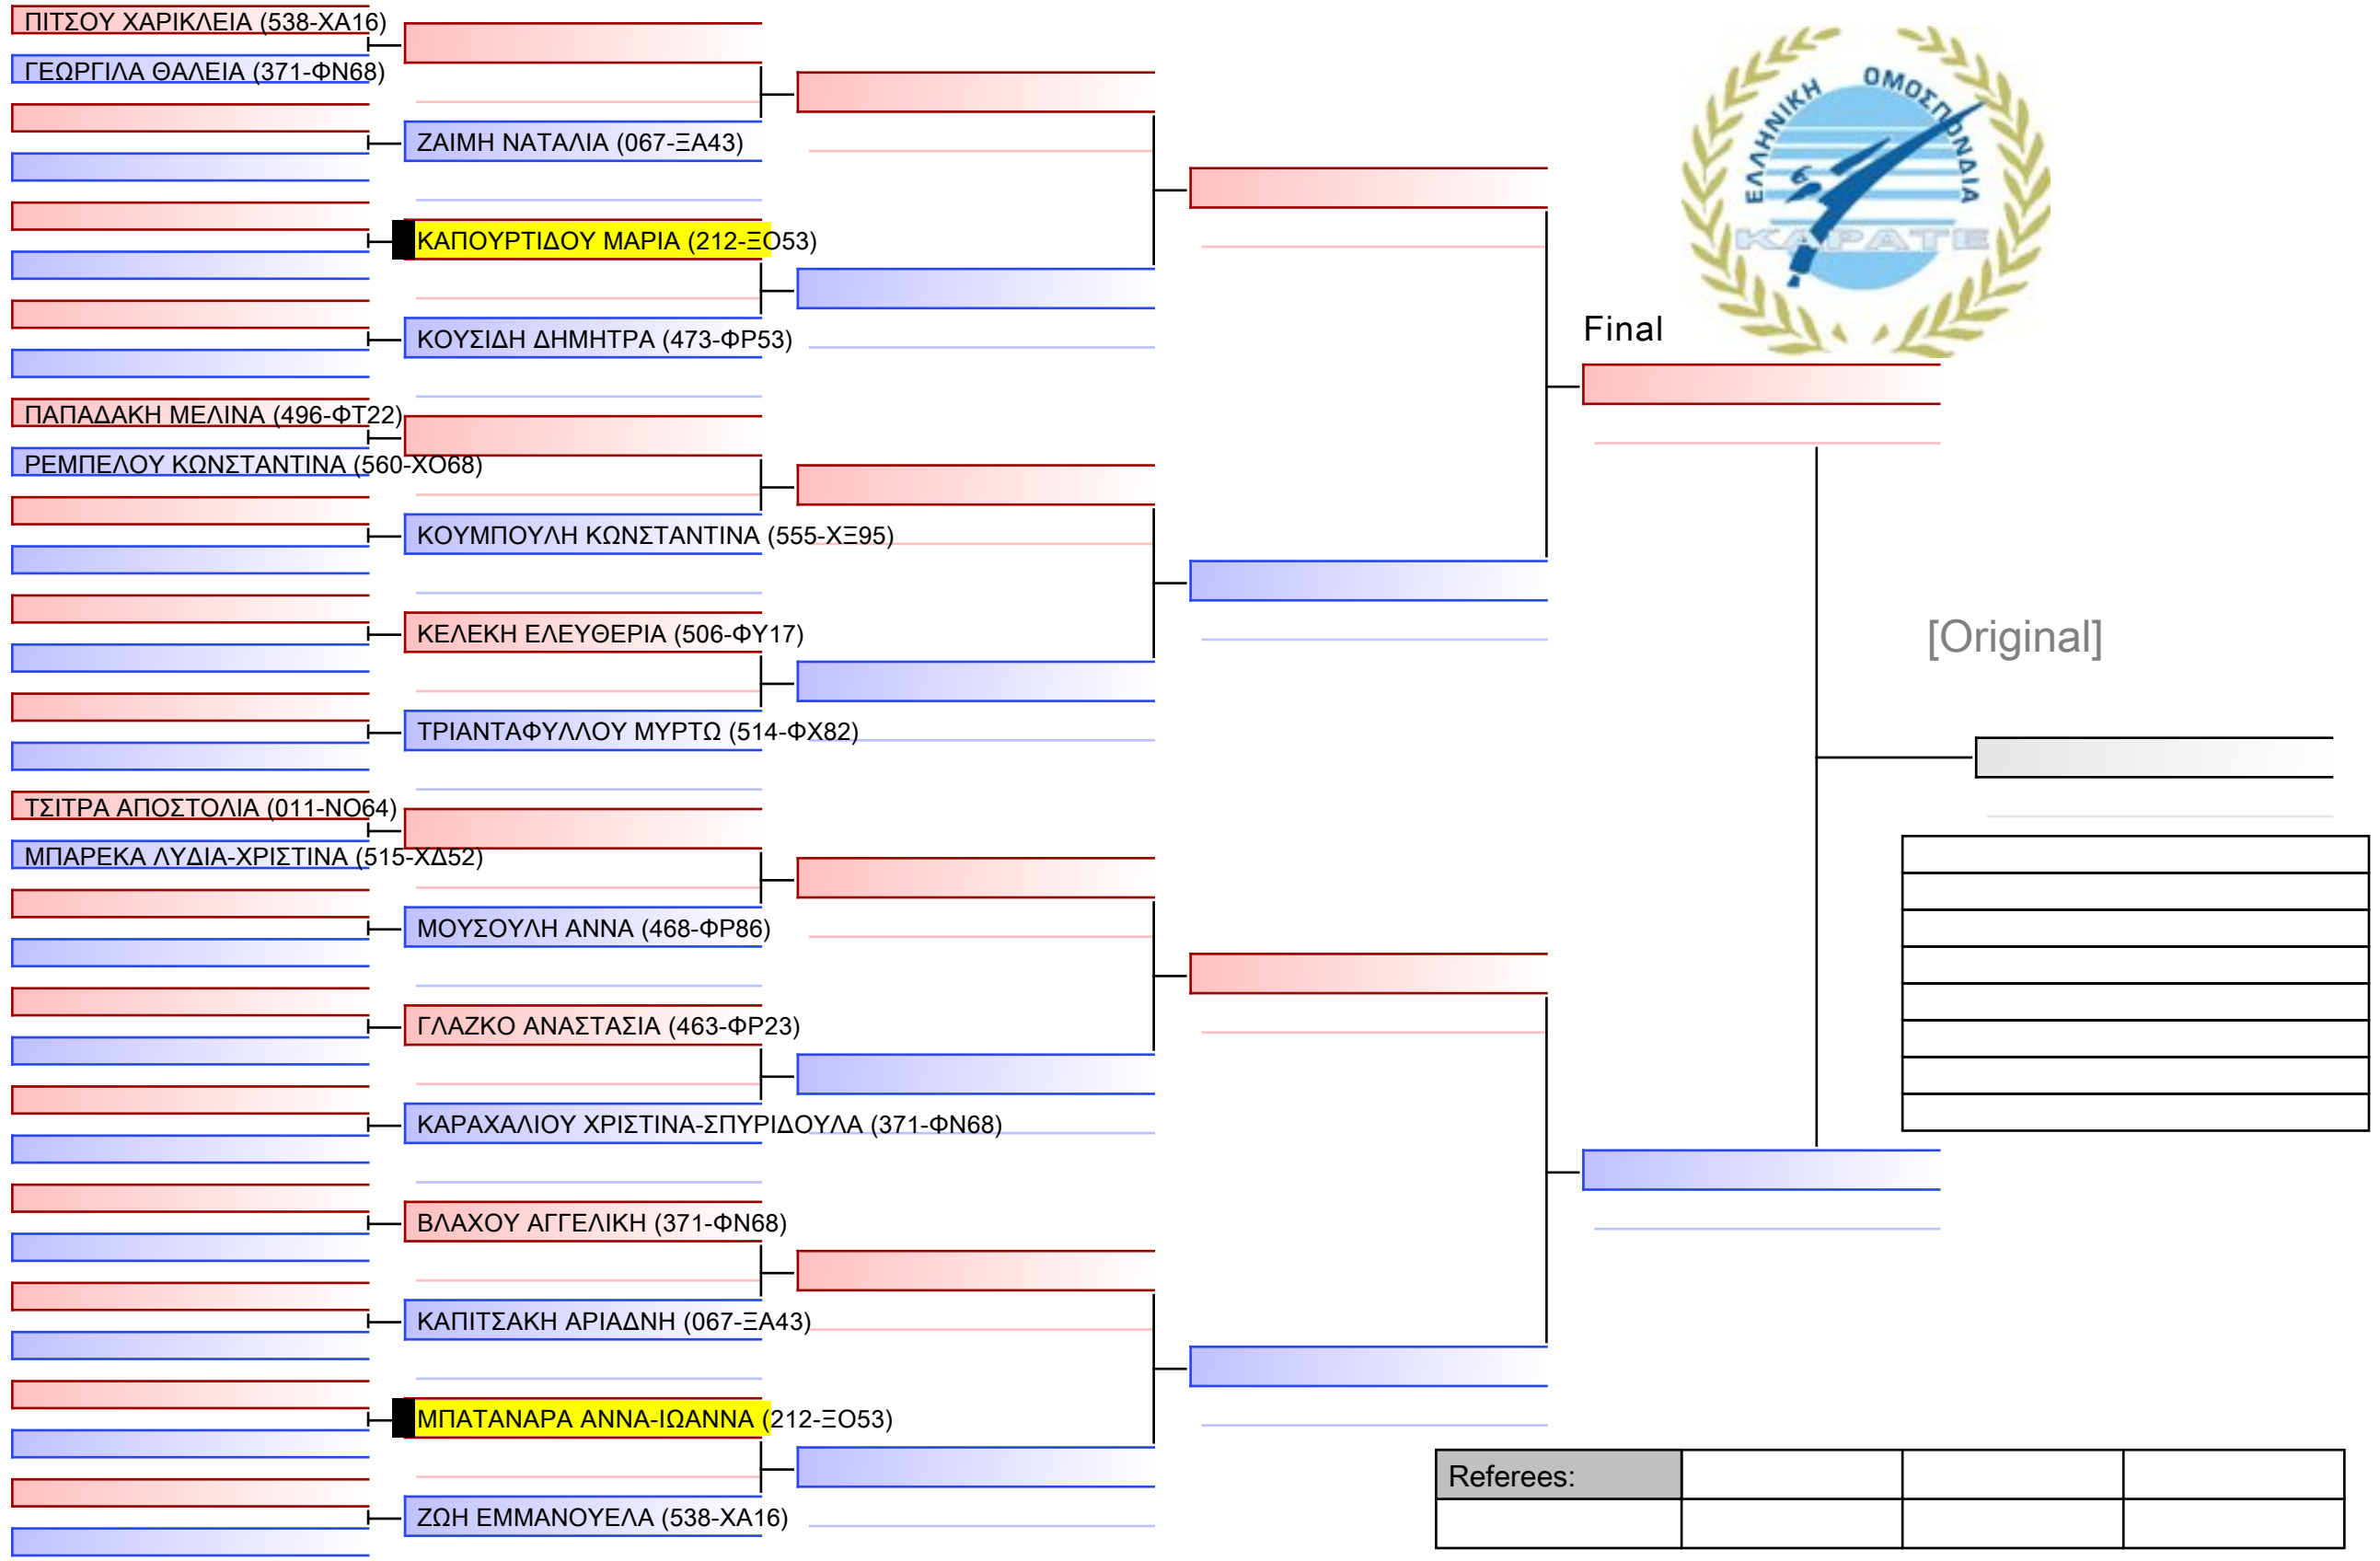 ΠΙΤΣΟΥ ΧΑΡΙΚΛΕΙΑ (538-ΧΑ16)
ΓΕΩΡΓΙΛΑ ΘΑΛΕΙΑ (371-ΦΝ68)
ΖΑΙΜΗ ΝΑΤΑΛΙΑ (067-ΞΑ43)
ΚΑΠΟΥΡΤΙΔΟΥ ΜΑΡΙΑ (212-ΞΟ53)
ΚΟΥΣΙΔΗ ΔΗΜΗΤΡΑ (473-ΦΡ53)
ΠΑΠΑΔΑΚΗ ΜΕΛΙΝΑ (496-ΦΤ22)
ΡΕΜΠΕΛΟΥ ΚΩΝΣΤΑΝΤΙΝΑ (560-ΧΟ68)
ΚΟΥΜΠΟΥΛΗ ΚΩΝΣΤΑΝΤΙΝΑ (555-ΧΞ95)
ΚΕΛΕΚΗ ΕΛΕΥΘΕΡΙΑ (506-ΦΥ17)
ΤΡΙΑΝΤΑΦΥΛΛΟΥ ΜΥΡΤΩ (514-ΦΧ82)
ΤΣΙΤΡΑ ΑΠΟΣΤΟΛΙΑ (011-ΝΟ64)
ΜΠΑΡΕΚΑ ΛΥΔΙΑ-ΧΡΙΣΤΙΝΑ (515-ΧΔ52)
ΜΟΥΣΟΥΛΗ ΑΝΝΑ (468-ΦΡ86)
ΓΛΑΖΚΟ ΑΝΑΣΤΑΣΙΑ (463-ΦΡ23)
ΚΑΡΑΧΑΛΙΟΥ ΧΡΙΣΤΙΝΑ-ΣΠΥΡΙΔΟΥΛΑ (371-ΦΝ68)
ΒΛΑΧΟΥ ΑΓΓΕΛΙΚΗ (371-ΦΝ68)
ΚΑΠΙΤΣΑΚΗ ΑΡΙΑΔΝΗ (067-ΞΑ43)
ΜΠΑΤΑΝΑΡΑ ΑΝΝΑ-ΙΩΑΝΝΑ (212-ΞΟ53)
ΖΩΗ ΕΜΜΑΝΟΥΕΛΑ (538-ΧΑ16)
ΕΛΛΗΝΙΚΗ ΟΜΟΣΠΟΝΔΙΑ
ΚΑΡΑΤΕ
Final
[Original]
Referees: